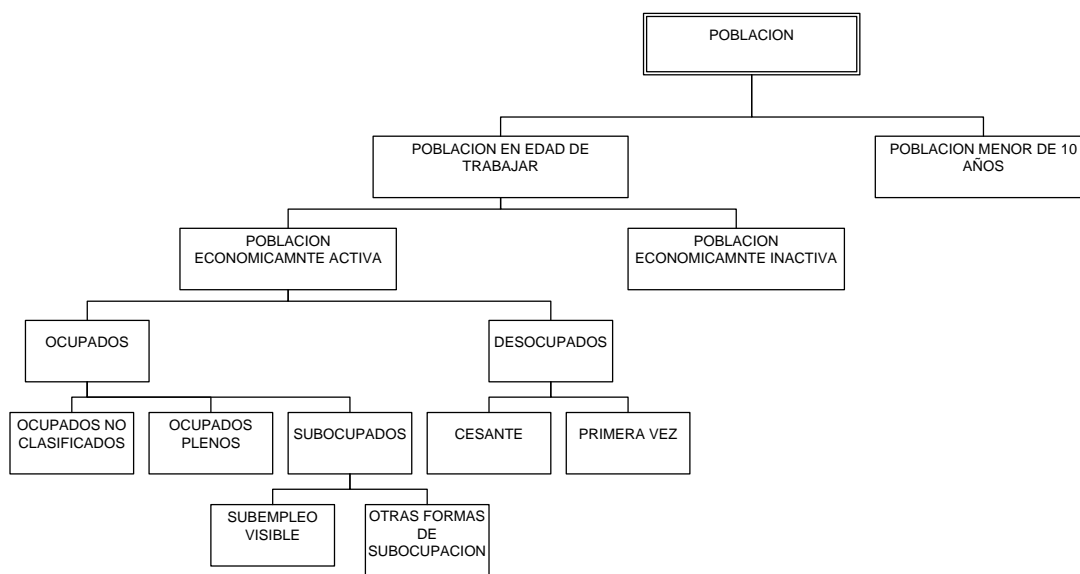 POBLACION
POBLACION EN EDAD DE
TRABAJAR
POBLACION MENOR DE 10
AÑOS
POBLACION
ECONOMICAMNTE ACTIVA
POBLACION
ECONOMICAMNTE INACTIVA
OCUPADOS
DESOCUPADOS
OCUPADOS NO
CLASIFICADOS
OCUPADOS
PLENOS
SUBOCUPADOS
CESANTE
PRIMERA VEZ
SUBEMPLEO
VISIBLE
OTRAS FORMAS
DE
SUBOCUPACION